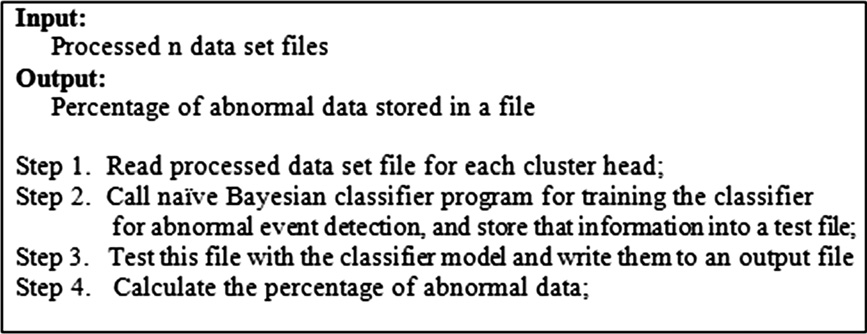 Input:
Processed n data set files
Output:
Percentage of abnormal data stored in a file
Step 1. Read processed data set file for each cluster head;
Step 2. Call naïve Bayesian classifier program for training the classifier
for abnormal event detection, and store that information into a test file;
Step 3. Test this file with the classifier model and write them to an output file
Step 4. Calculate the percentage of abnormal data;